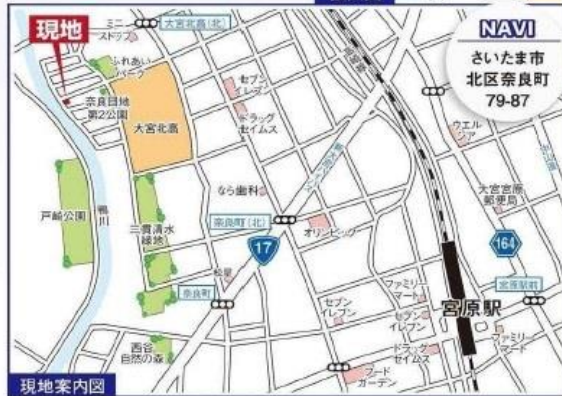 現地
ミニ
ストップ
大宮北高(北)
NAVI
さいたま市
北区奈良町
79-87
ふれあい
パーク
奈良団地
第2公園
大宮北高
セブン
イレブン
ドラッグ
セイムス
ウエル
シア
戸崎公園
鴨川
三貫清水
緑地
なら歯科
奈良町(北)
17
オリンピック
大宮宮原
郵便局
164
宮原駅前
松屋
奈良町
セブン
イレブン
ファミリー
マート
セブン
イレブン
宮原駅
ファミリー
マート
ドラッグ
セイムス
西谷
自然の森
フード
ガーデン
現地案内図